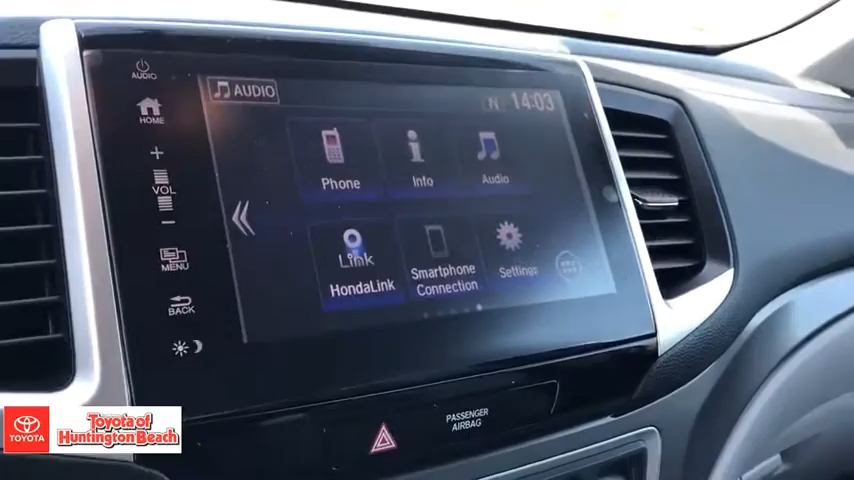 AUDIO
HOME
+
VOL
−
MENU
BACK
AUDIO
N
14:03
Phone
Info
Audio
Link
HondaLink
Smartphone
Connection
Settings
PASSENGER
AIRBAG
TOYOTA
Toyota of
Huntington Beach